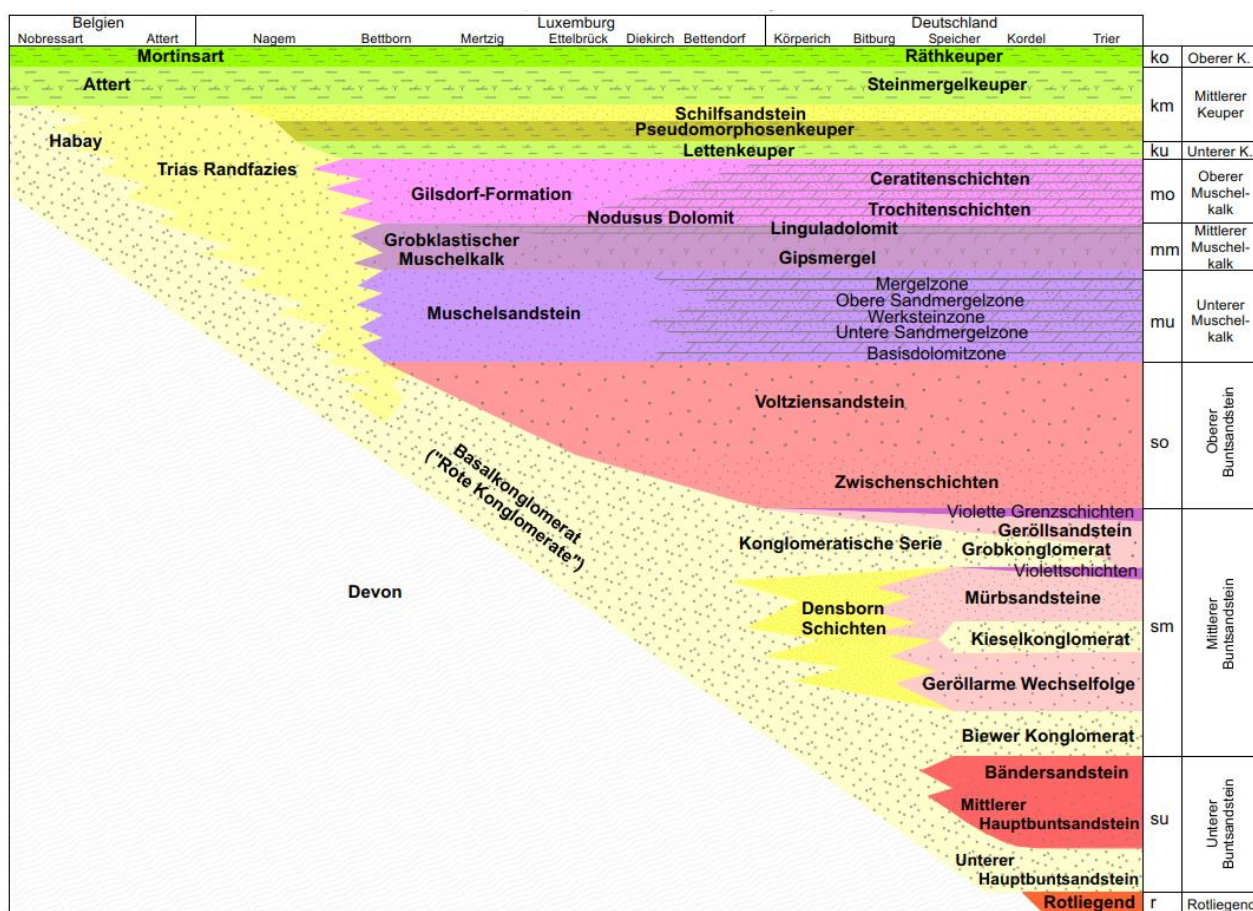 Belgien Luxemburg Deutschland
Nobressart Attert Nagem Bettborn Mertzig Ettelbrück Diekirch Bettendorf Körperich Bitburg Speicher Kordel Trier
Mortinsart Räthkeuper ko Oberer K.
Attert Steinmergelkeuper
km Mittlerer
Keuper
Schilfsandstein
Pseudomorphosenkeuper
Habay
Lettenkeuper ku Unterer K.
Trias Randfazies
Gilsdorf-Formation
Ceratitenschichten
Trochitenschichten
Nodusus Dolomit
mo Oberer
Muschel-
kalk
Linguladolomit
Grobklastischer
Muschelkalk
Gipsmergel
mm Mittlerer
Muschel-
kalk
Muschelsandstein
Mergelzone
Obere Sandmergelzone
Werksteinzone
Untere Sandmergelzone
Basisdolomitzone
mu Unterer
Muschel-
kalk
Voltziensandstein
Zwischenschichten
so Oberer
Buntsandstein
Basalkonglomerat
("Rote Konglomerate")
Violette Grenzschichten
Geröllsandstein
Konglomeratische Serie Grobkonglomerat
Violettschichten
Devon
Densborn
Schichten
Mürbsandsteine
Kieselkonglomerat
Geröllarme Wechselfolge
Biewer Konglomerat
sm Mittlerer
Buntsandstein
Bändersandstein
Mittlerer
Hauptbuntsandstein
Unterer
Hauptbuntsandstein
su Unterer
Buntsandstein
Rotliegend r Rotliegend